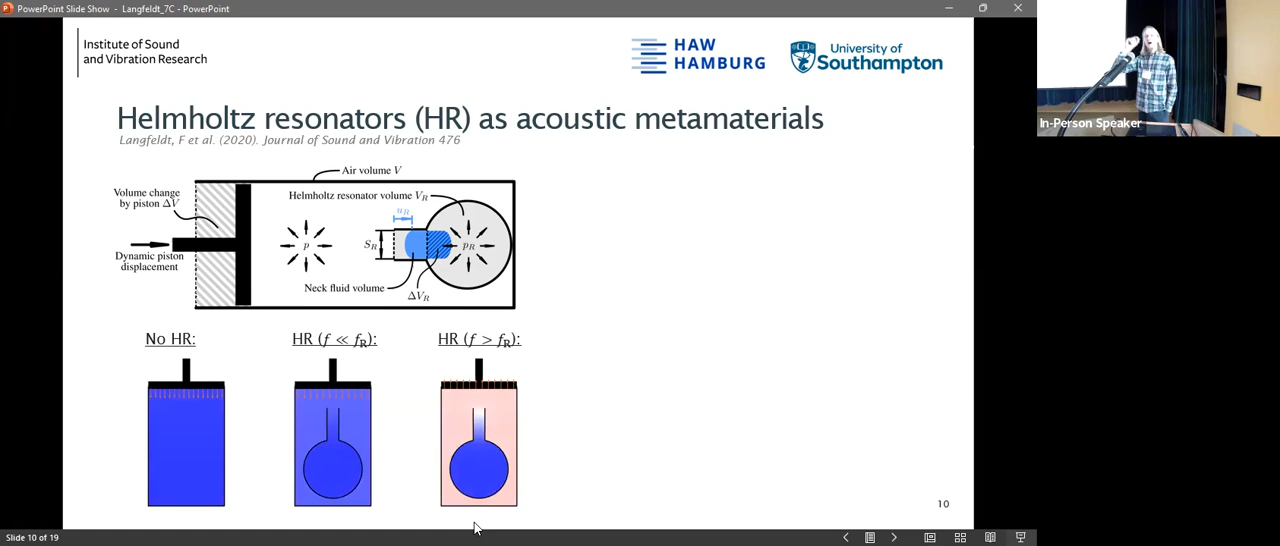 PowerPoint Slide Show - Langfeldt_7C - PowerPoint
Institute of Sound
and Vibration Research
HAW
HAMBURG
University of
Southampton
Helmholtz resonators (HR) as acoustic metamaterials
Langfeldt, F et al. (2020). Journal of Sound and Vibration 476
Air volume V
Volume change
by piston ΔV
Helmholtz resonator volume V_R
u_R
S_R
p
p_R
Dynamic piston
displacement
Neck fluid volume
ΔV_R
No HR:
HR (f ≪ f_R):
HR (f > f_R):
10
Slide 10 of 19
In-Person Speaker